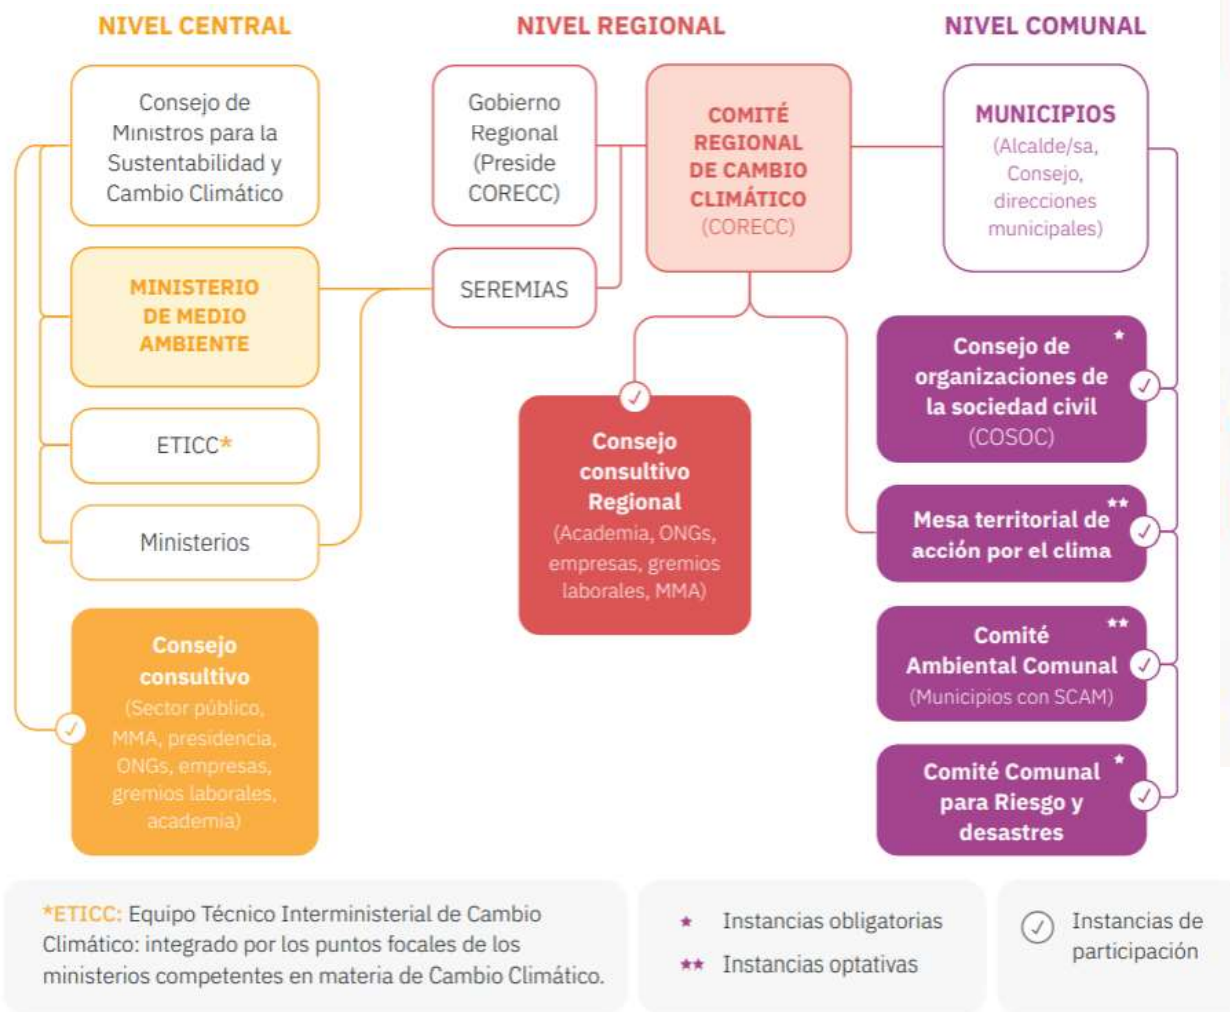 NIVEL CENTRAL
Consejo de
Ministros para la
Sustentabilidad y
Cambio Climático
MINISTERIO
DE MEDIO
AMBIENTE
ETICC*
Ministerios
Consejo
consultivo
(Sector público,
MMA, presidencia,
ONGs, empresas,
gremios laborales,
academia)
NIVEL REGIONAL
Gobierno
Regional
(Preside
CORECC)
SEREMIAS
COMITÉ
REGIONAL
DE CAMBIO
CLIMÁTICO
(CORECC)
Consejo
consultivo
Regional
(Academia, ONGs,
empresas, gremios
laborales, MMA)
NIVEL COMUNAL
MUNICIPIOS
(Alcalde/sa,
Consejo,
direcciones
municipales)
Consejo de
organizaciones de
la sociedad civil
(COSOC)
Mesa territorial de
acción por el clima
Comité
Ambiental Comunal
(Municipios con SCAM)
Comité Comunal
para Riesgo y
desastres
*ETICC: Equipo Técnico Interministerial de Cambio
Climático: integrado por los puntos focales de los
ministerios competentes en materia de Cambio Climático.
★ Instancias obligatorias
★★ Instancias optativas
Instancias de
participación